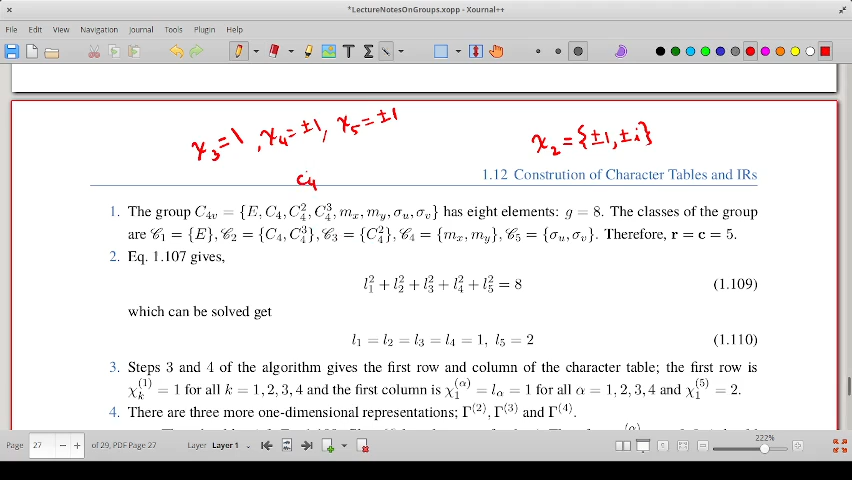 *LectureNotesOnGroups.xopp - Xournal++
File Edit View Navigation Journal Tools Plugin Help
χ₃=1, χ₄=±1, χ₅=±1
χ₂={±1,±i}
C4
1.12 Constrution of Character Tables and IRs
1. The group C₄ᵥ = {E, C₄, C₄², C₄³, mₓ, m_y, σᵤ, σᵥ} has eight elements: g = 8. The classes of the group
are 𝒞₁ = {E}, 𝒞₂ = {C₄, C₄³}, 𝒞₃ = {C₄²}, 𝒞₄ = {mₓ, m_y}, 𝒞₅ = {σᵤ, σᵥ}. Therefore, r = c = 5.
2. Eq. 1.107 gives,
l₁² + l₂² + l₃² + l₄² + l₅² = 8 (1.109)
which can be solved get
l₁ = l₂ = l₃ = l₄ = 1, l₅ = 2 (1.110)
3. Steps 3 and 4 of the algorithm gives the first row and column of the character table; the first row is
χₖ⁽¹⁾ = 1 for all k = 1, 2, 3, 4 and the first column is χ₁⁽ᵅ⁾ = l_α = 1 for all α = 1, 2, 3, 4 and χ₁⁽⁵⁾ = 2.
4. There are three more one-dimensional representations; Γ⁽²⁾, Γ⁽³⁾ and Γ⁽⁴⁾.
Page 27 − + of 29, PDF Page 27 Layer Layer 1 222%